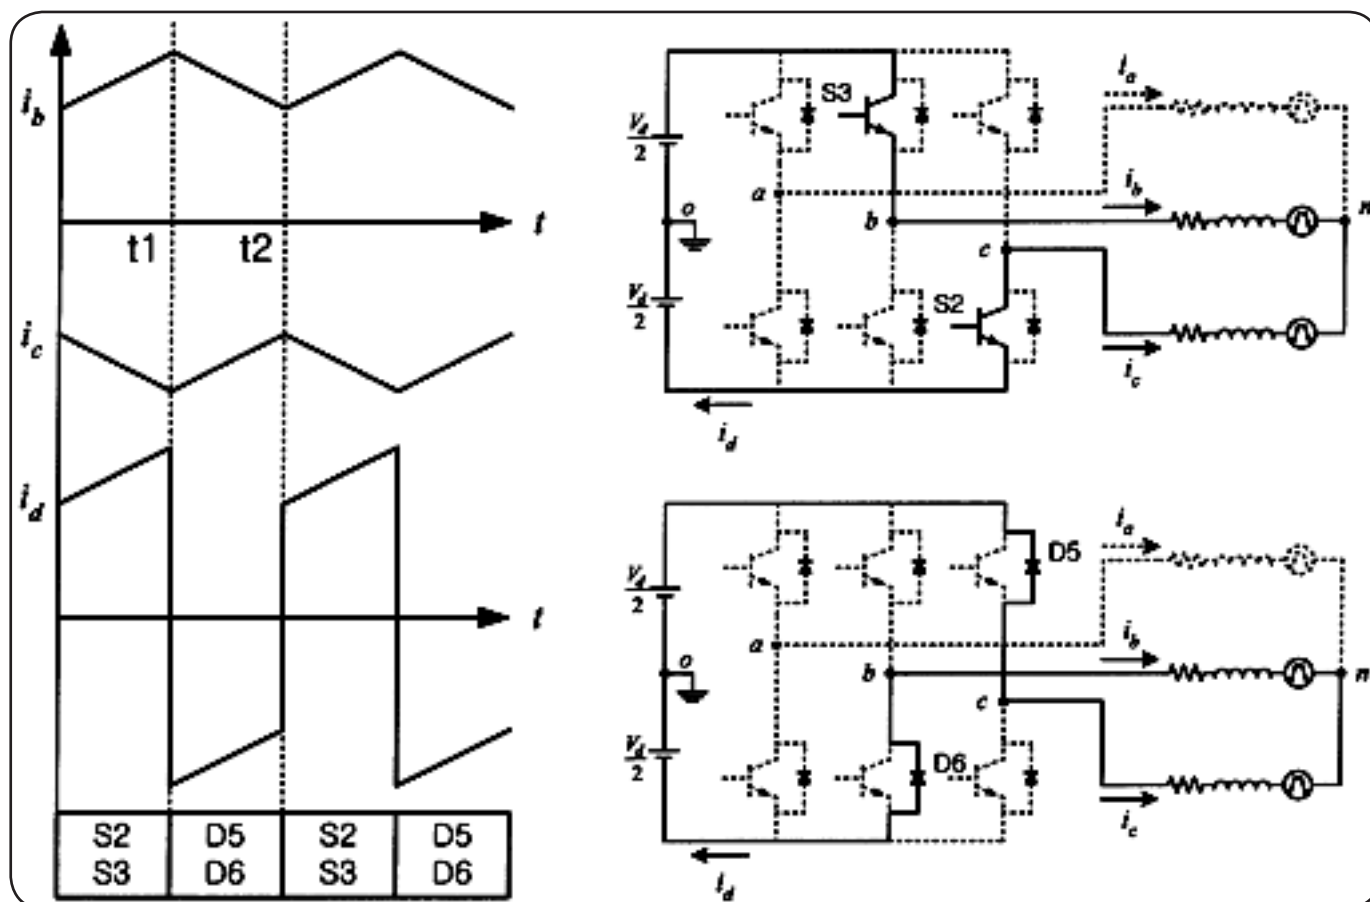 i_b
t
t1
t2
i_c
i_d
t
S2 D5 S2 D5
S3 D6 S3 D6
S3
i_a
V_d/2
a
i_b
o
b
n
c
V_d/2
S2
i_c
i_d
D5
i_a
V_d/2
a
i_b
o
b
n
c
V_d/2
D6
i_c
i_d